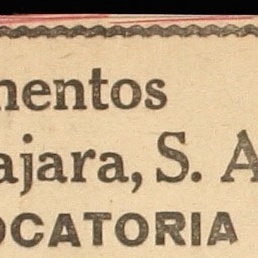 mentos
ajara, S. A
OCATORIA